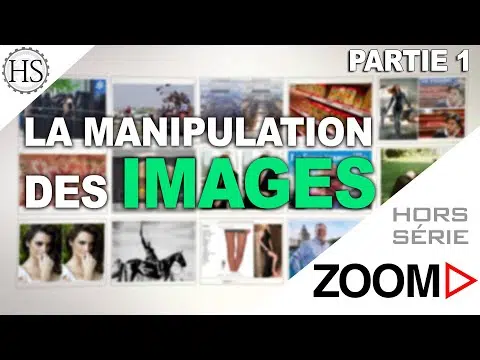 HS
PARTIE 1
LA MANIPULATION
DES IMAGES
HORS
SÉRIE
ZOOM